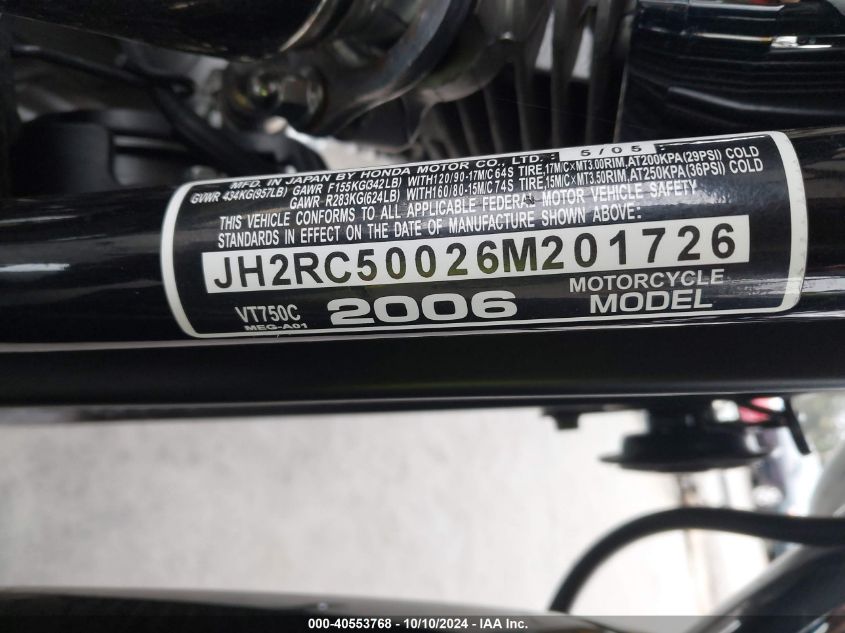 MFD. IN JAPAN BY HONDA MOTOR CO., LTD. : 5/05
GVWR 434KG(957LB) GAWR F155KG(342LB) WITH120/90-17M/C 64S TIRE,17M/C×MT3.00RIM,AT200KPA(29PSI) COLD
GAWR R283KG(624LB) WITH160/80-15M/C 74S TIRE,15M/C×MT3.50RIM,AT250KPA(36PSI) COLD
THIS VEHICLE CONFORMS TO ALL APPLICABLE FEDERAL MOTOR VEHICLE SAFETY
STANDARDS IN EFFECT ON THE DATE OF MANUFACTURE SHOWN ABOVE:
JH2RC50026M201726
VT750C 2006 MOTORCYCLE
MEG-A01 MODEL
000-40553768 - 10/10/2024 - IAA Inc.